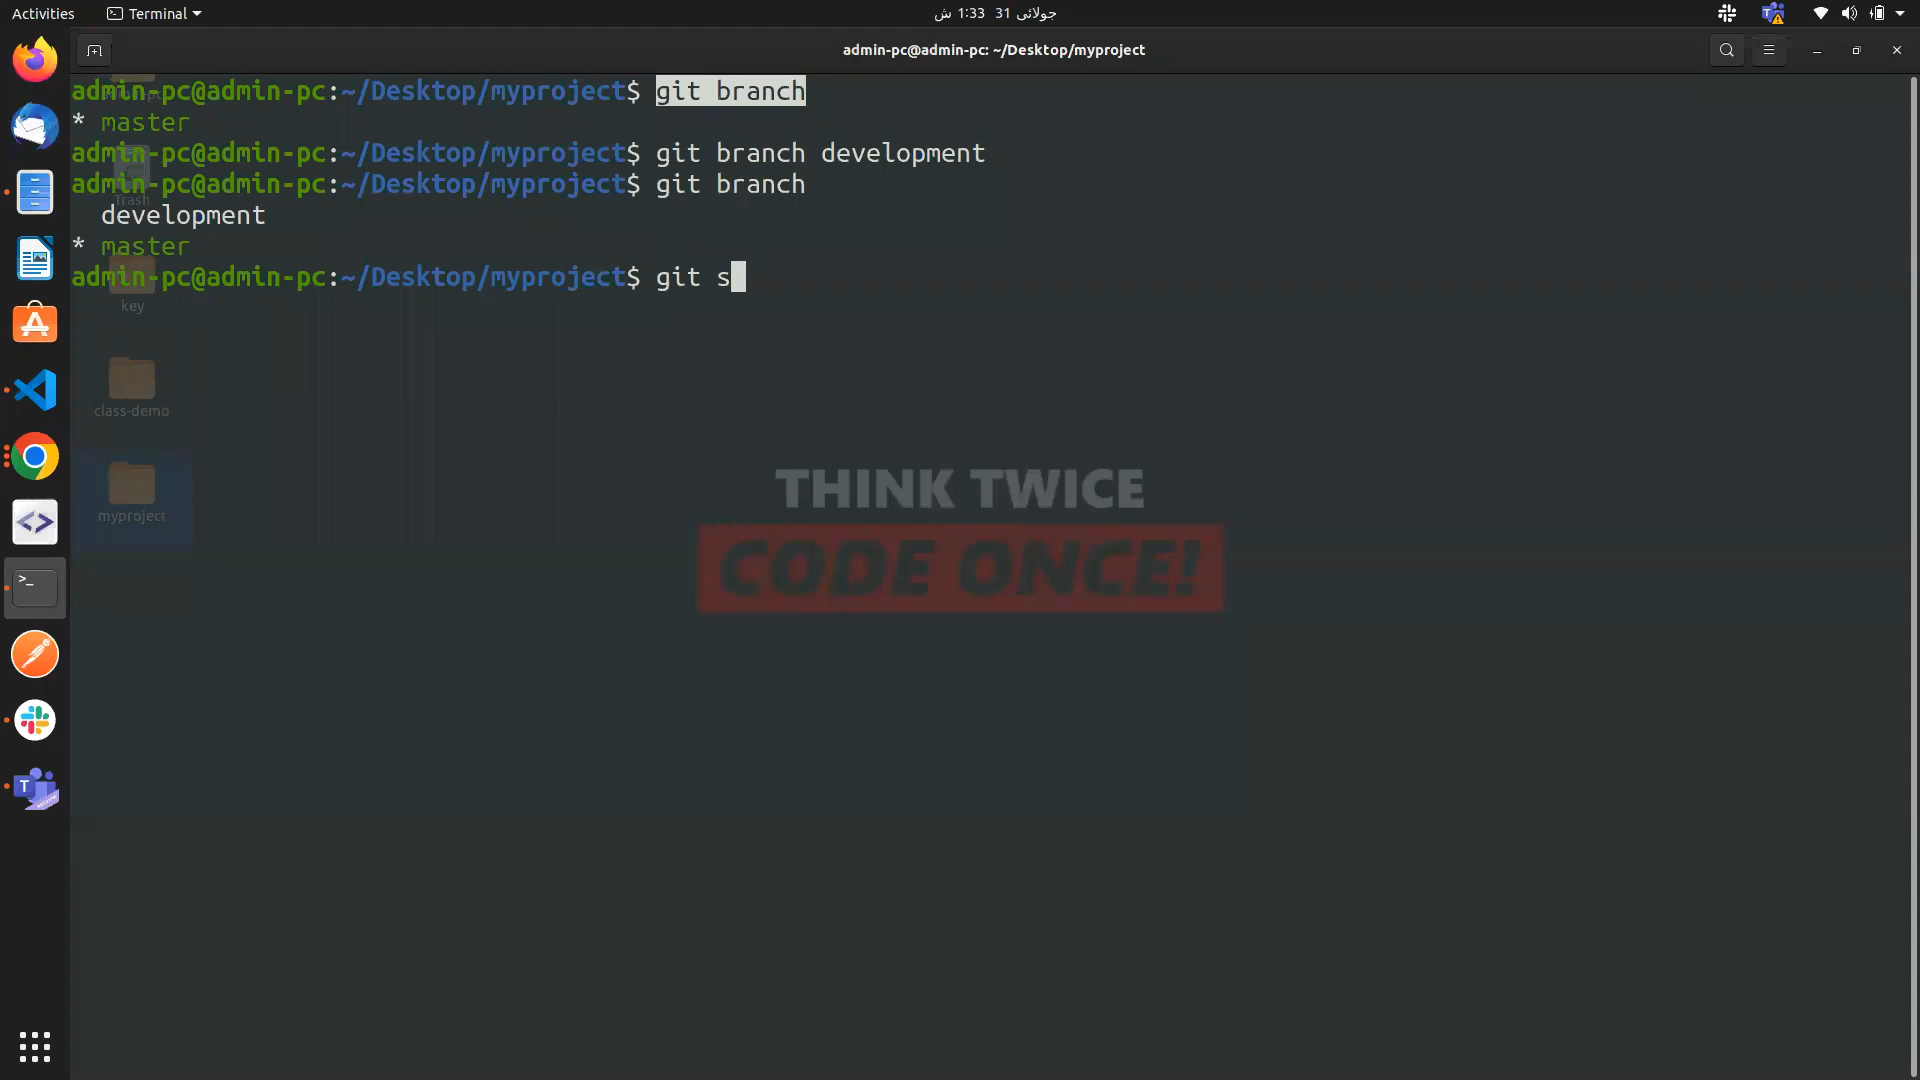 Activities
Terminal
جولائی 31 1:33 ش
admin-pc@admin-pc: ~/Desktop/myproject
admin-pc@admin-pc:~/Desktop/myproject$ git branch
* master
admin-pc@admin-pc:~/Desktop/myproject$ git branch development
admin-pc@admin-pc:~/Desktop/myproject$ git branch
Trash
development
* master
admin-pc@admin-pc:~/Desktop/myproject$ git s
key
class-demo
myproject
THINK TWICE
CODE ONCE!